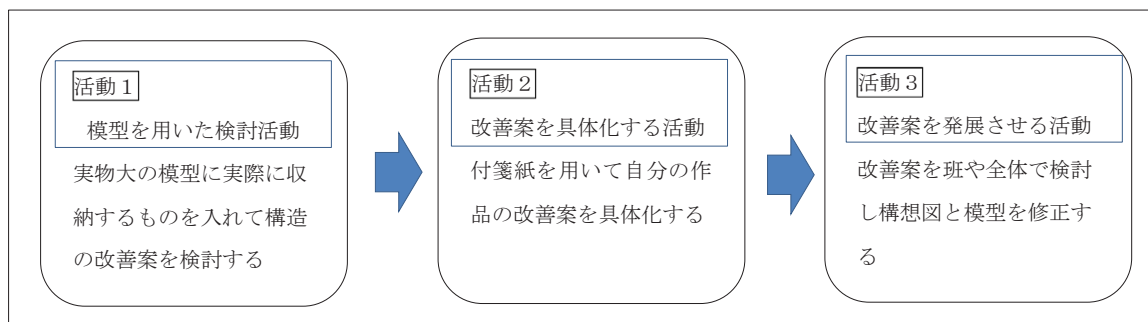 活動1
模型を用いた検討活動
実物大の模型に実際に収
納するものを入れて構造
の改善案を検討する
活動2
改善案を具体化する活動
付箋紙を用いて自分の作
品の改善案を具体化する
活動3
改善案を発展させる活動
改善案を班や全体で検討
し構想図と模型を修正す
る